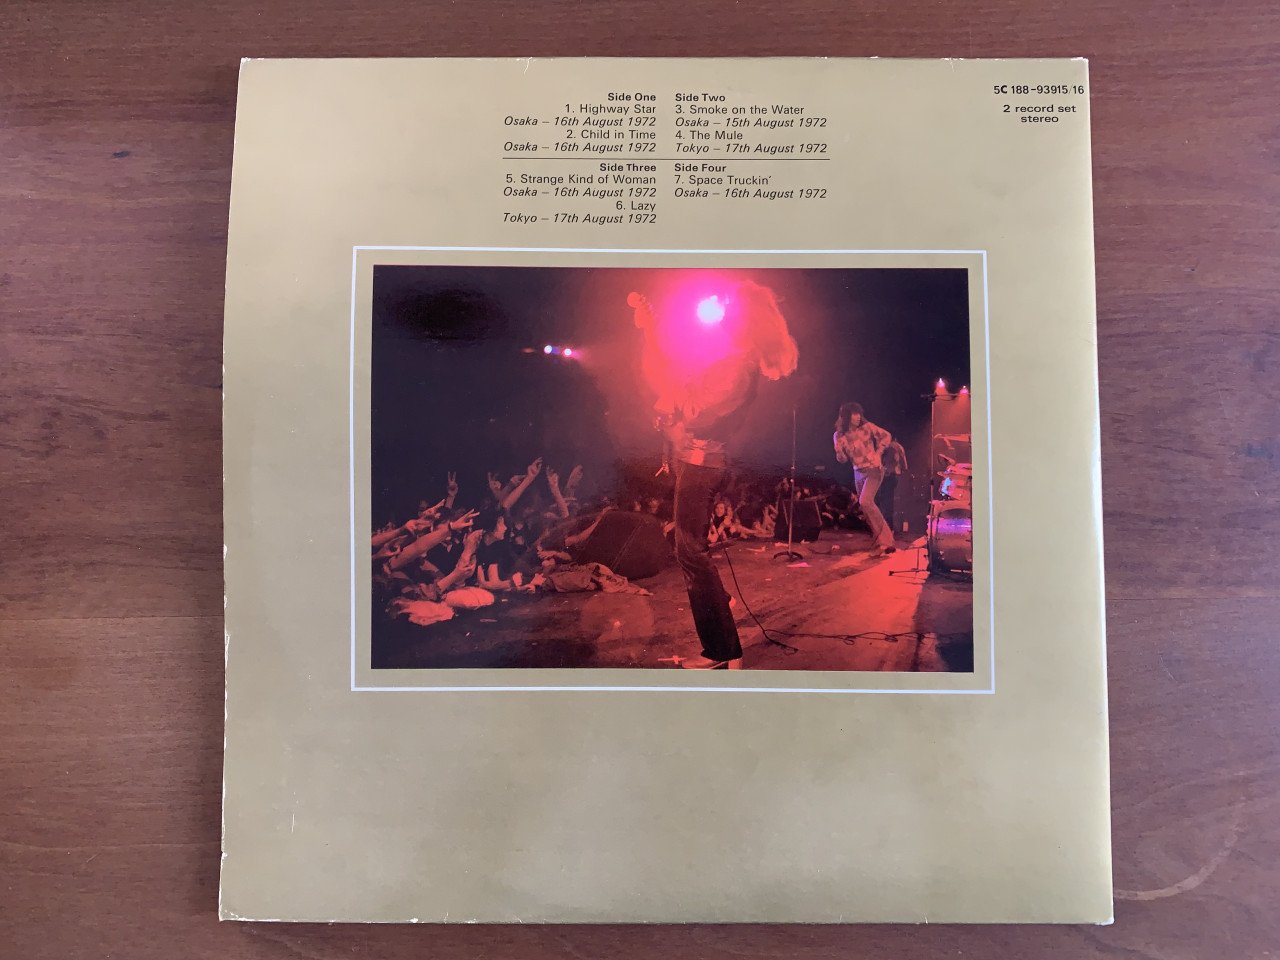 Side One
1. Highway Star
Osaka – 16th August 1972
2. Child in Time
Osaka – 16th August 1972
Side Two
3. Smoke on the Water
Osaka – 15th August 1972
4. The Mule
Tokyo – 17th August 1972
Side Three
5. Strange Kind of Woman
Osaka – 16th August 1972
6. Lazy
Tokyo – 17th August 1972
Side Four
7. Space Truckin'
Osaka – 16th August 1972
5C 188-93915/16
2 record set
stereo